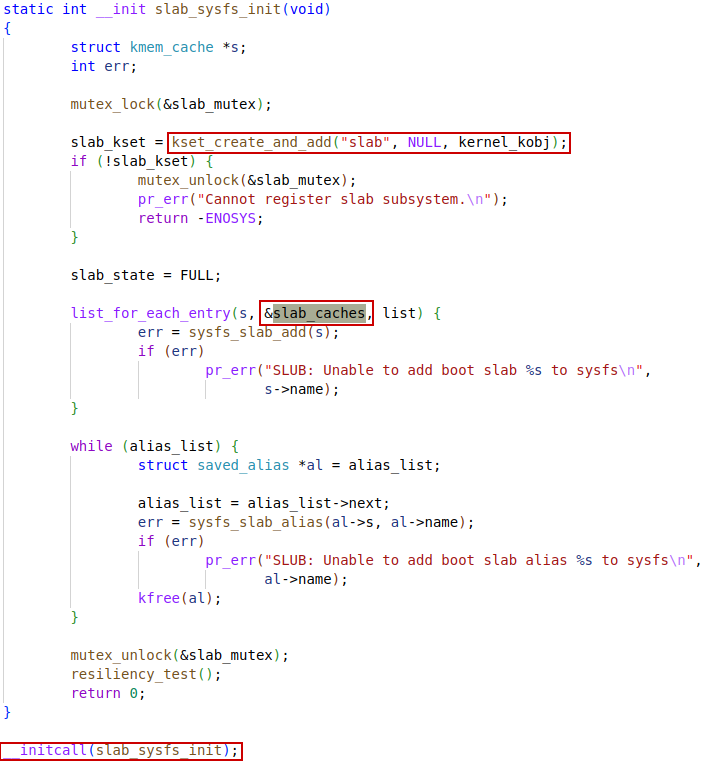 static int __init slab_sysfs_init(void)
{
struct kmem_cache *s;
int err;
mutex_lock(&slab_mutex);
slab_kset = kset_create_and_add("slab", NULL, kernel_kobj);
if (!slab_kset) {
mutex_unlock(&slab_mutex);
pr_err("Cannot register slab subsystem.\n");
return -ENOSYS;
}
slab_state = FULL;
list_for_each_entry(s, &slab_caches, list) {
err = sysfs_slab_add(s);
if (err)
pr_err("SLUB: Unable to add boot slab %s to sysfs\n",
s->name);
}
while (alias_list) {
struct saved_alias *al = alias_list;
alias_list = alias_list->next;
err = sysfs_slab_alias(al->s, al->name);
if (err)
pr_err("SLUB: Unable to add boot slab alias %s to sysfs\n",
al->name);
kfree(al);
}
mutex_unlock(&slab_mutex);
resiliency_test();
return 0;
}
__initcall(slab_sysfs_init);